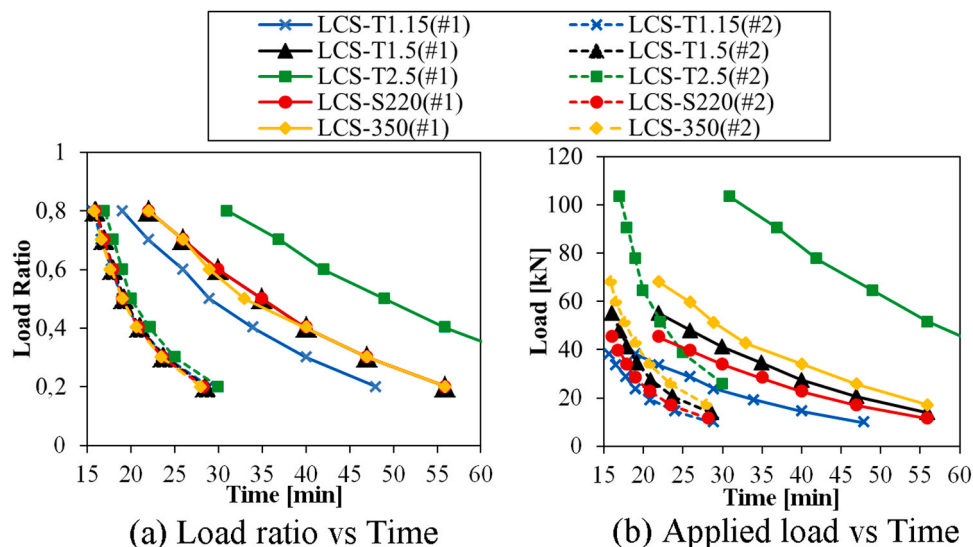 LCS-T1.15(#1) LCS-T1.15(#2)
LCS-T1.5(#1) LCS-T1.5(#2)
LCS-T2.5(#1) LCS-T2.5(#2)
LCS-S220(#1) LCS-S220(#2)
LCS-350(#1) LCS-350(#2)
1
0.8
0.6
0.4
0.2
0
Load Ratio
15 20 25 30 35 40 45 50 55 60
Time [min]
(a) Load ratio vs Time
120
100
80
60
40
20
0
Load [kN]
15 20 25 30 35 40 45 50 55 60
Time [min]
(b) Applied load vs Time